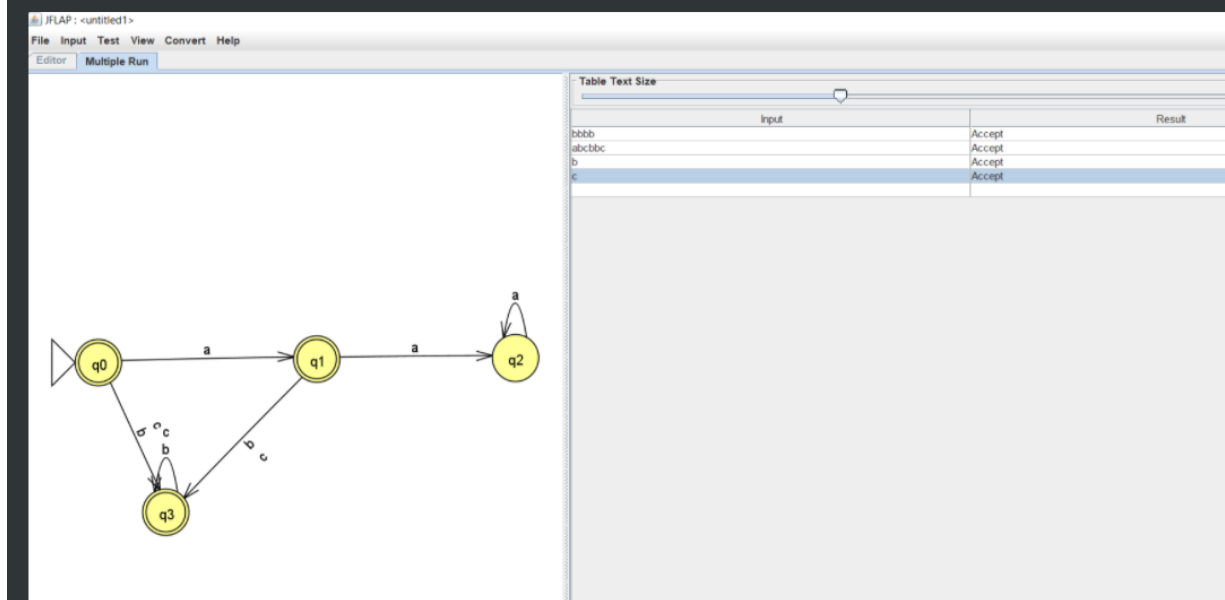 JFLAP : <untitled1>
File Input Test View Convert Help
Editor Multiple Run
Table Text Size
Input Result
bbbb Accept
abcbbc Accept
b Accept
c Accept
a
a
a
q0
q1
q2
b
c
c
b
b
c
q3